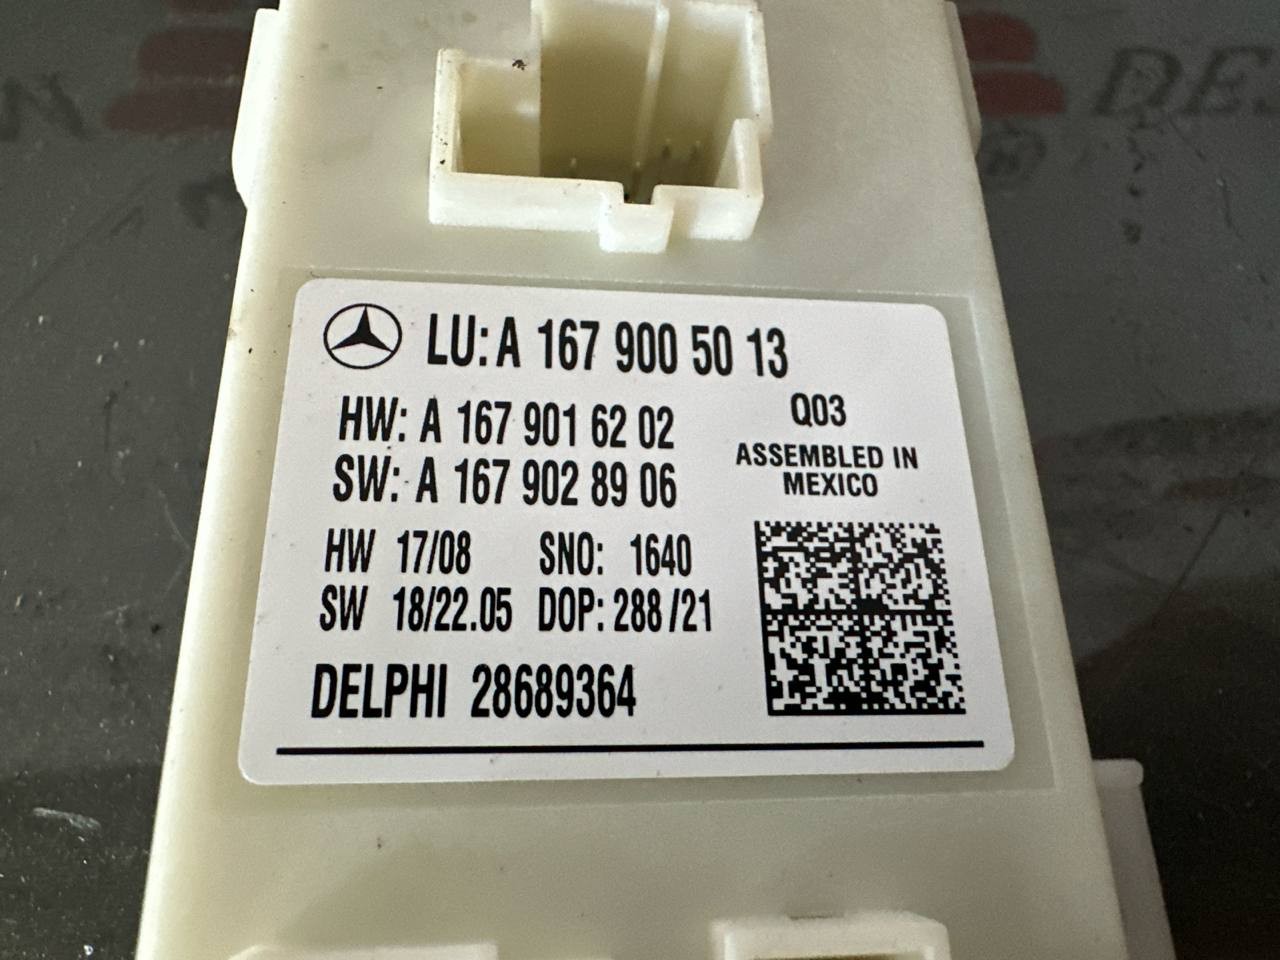 LU: A 167 900 50 13
HW: A 167 901 62 02
SW: A 167 902 89 06
Q03
ASSEMBLED IN
MEXICO
HW 17/08 SNO: 1640
SW 18/22.05 DOP: 288/21
DELPHI 28689364